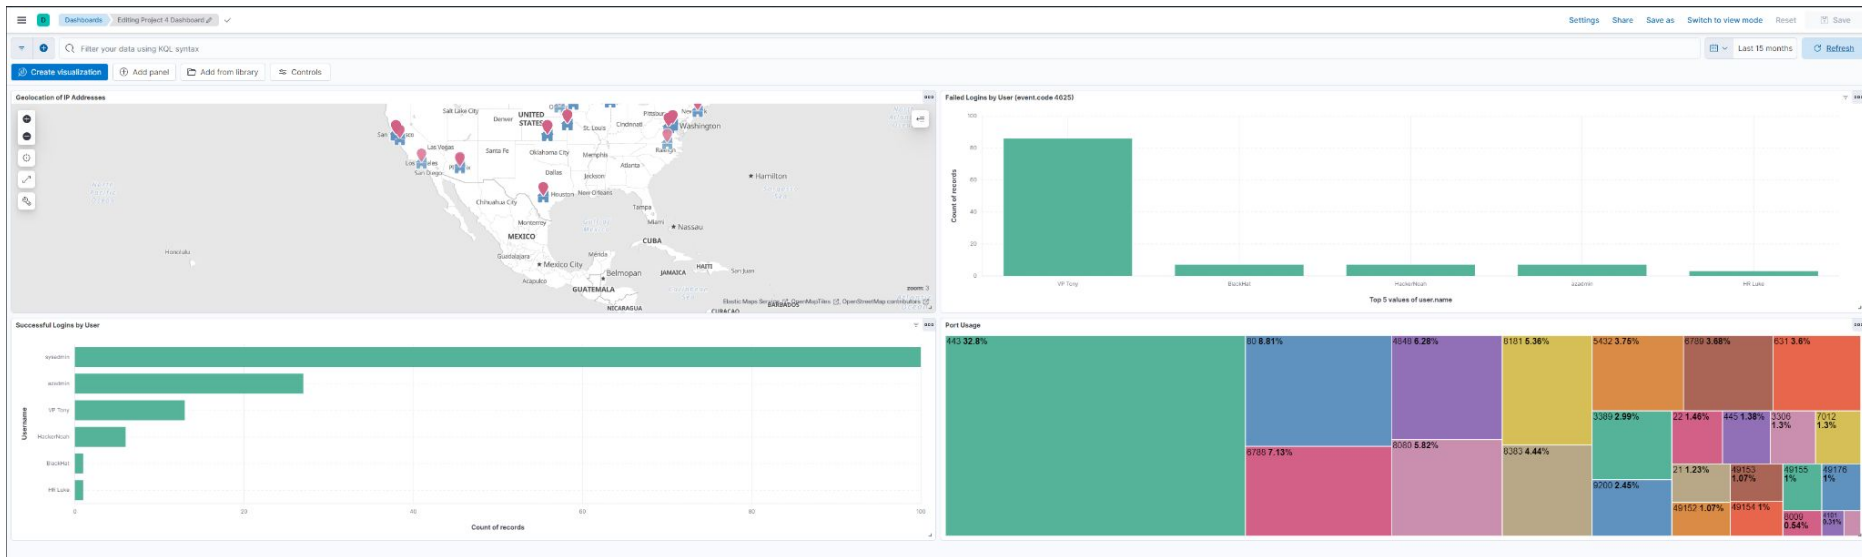 D Dashboards Editing Project 4 Dashboard
Settings Share Save as Switch to view mode Reset Save
Filter your data using KQL syntax
Last 15 months Refresh
Create visualization Add panel Add from library Controls
Geolocation of IP Addresses
Salt Lake City
Denver
UNITED
STATES
St. Louis
Cincinnati
Washington
Las Vegas
Santa Fe
Oklahoma City
Memphis
Atlanta
San Diego
Dallas
Jackson
Hamilton
Houston
New Orleans
Chihuahua City
Tampa
Monterrey
Miami
Nassau
MEXICO
CUBA
Honolulu
Guadalajara
Mérida
Mexico City
Belmopan
JAMAICA
HAITI
San Juan
Acapulco
GUATEMALA
zoom: 3
Elastic Maps Service, OpenMapTiles, OpenStreetMap contributors
BARBADOS
NICARAGUA
CURACAO
Failed Logins by User (event.code 4625)
Count of records
100
80
60
40
20
0
VP Tony
BlackHat
HackerNoah
azadmin
HR Luke
Top 5 values of user.name
Successful Logins by User
Username
sysadmin
azadmin
VP Tony
HackerNoah
BlackHat
HR Luke
0
20
40
60
80
100
Count of records
Port Usage
443 32.8%
80 8.81%
4848 6.28%
8181 5.36%
5432 3.75%
6789 3.68%
631 3.6%
6788 7.13%
8080 5.82%
8383 4.44%
3389 2.99%
22 1.46%
445 1.38%
3306
1.3%
7012
1.3%
9200 2.45%
21 1.23%
49153
1.07%
49155
1%
49176
1%
49152 1.07%
49154 1%
8009
0.54%
0.31%